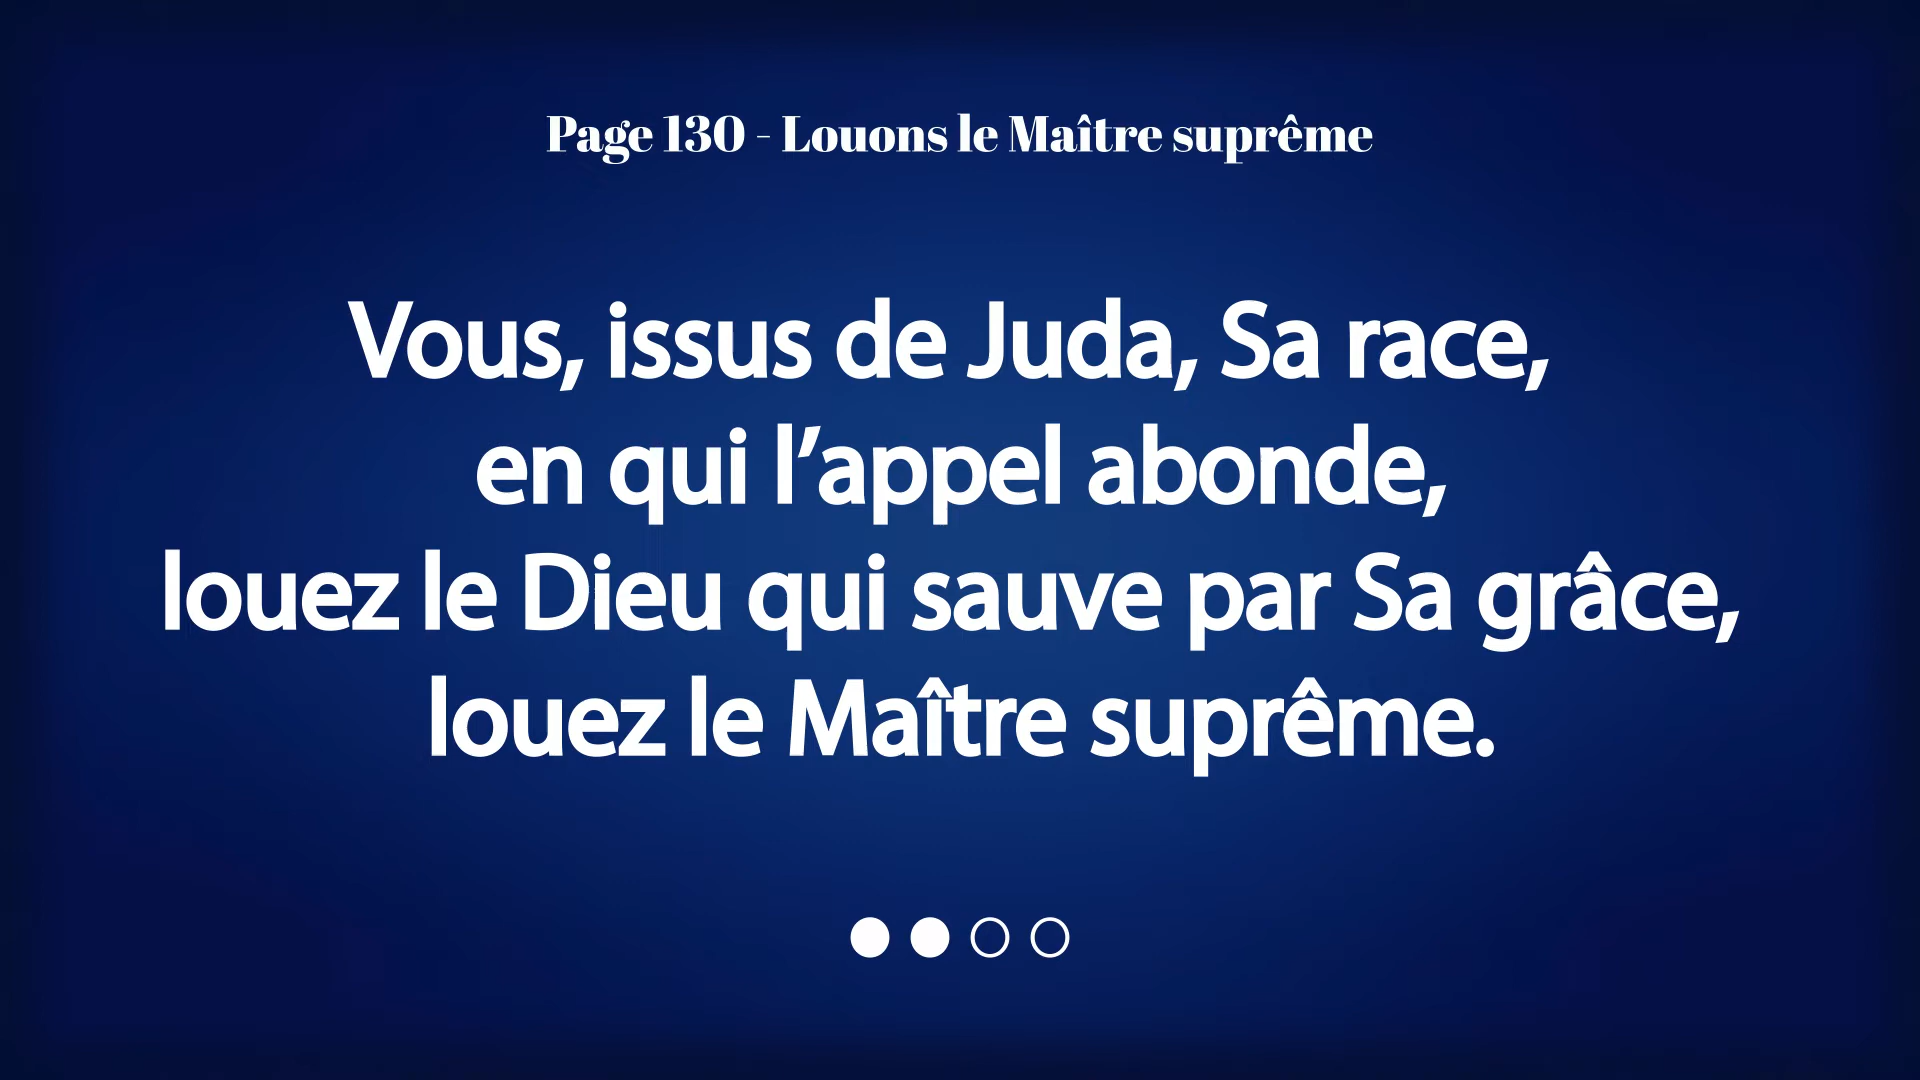 Page 130 - Louons le Maître suprême
Vous, issus de Juda, Sa race,
en qui l’appel abonde,
louez le Dieu qui sauve par Sa grâce,
louez le Maître suprême.